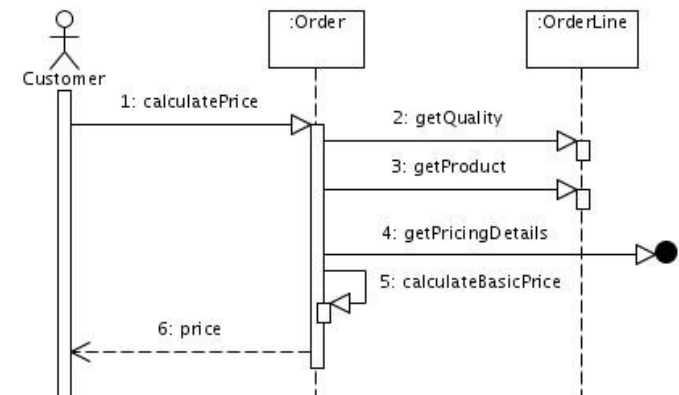 :Order
:OrderLine
Customer
1: calculatePrice
2: getQuality
3: getProduct
4: getPricingDetails
5: calculateBasicPrice
6: price